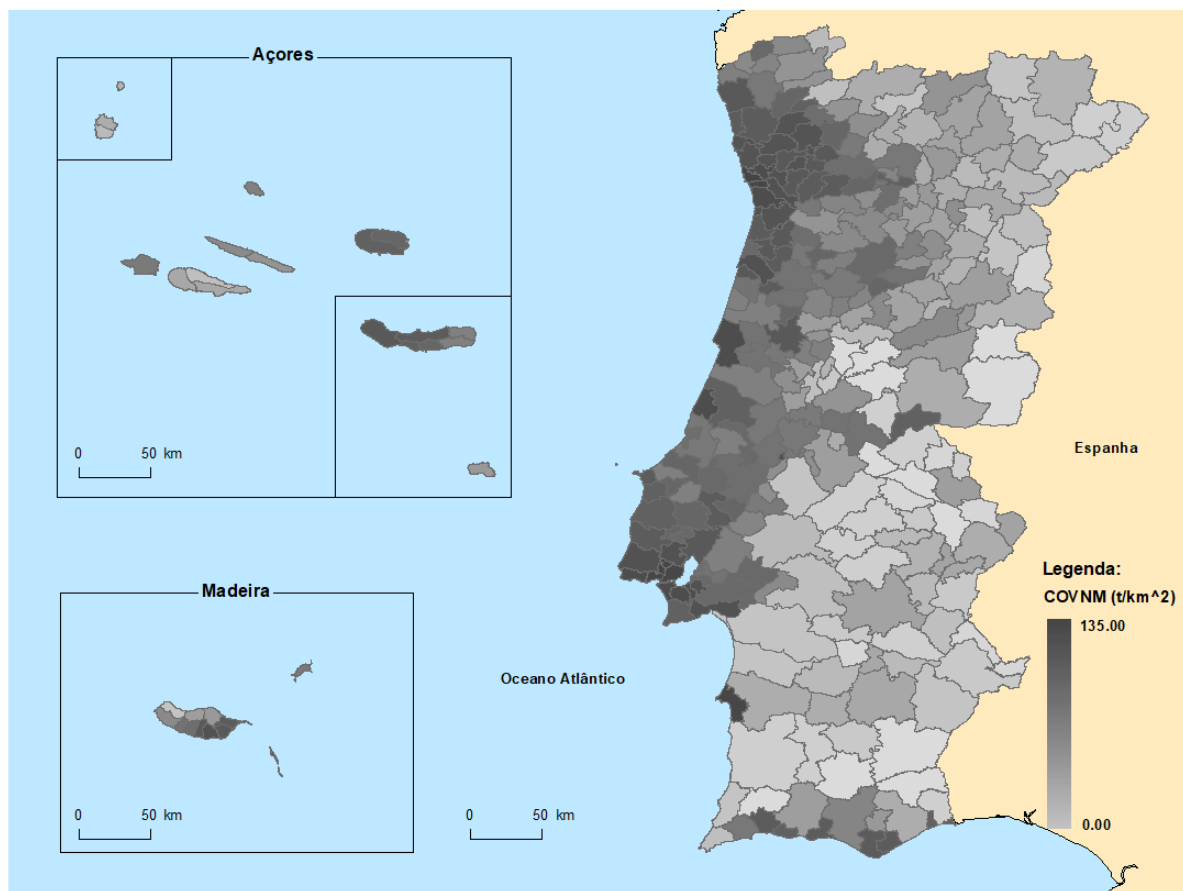 Açores
0 50 km
Espanha
Legenda:
COVNM (t/km^2)
135.00
0.00
Madeira
Oceano Atlântico
0 50 km
0 50 km